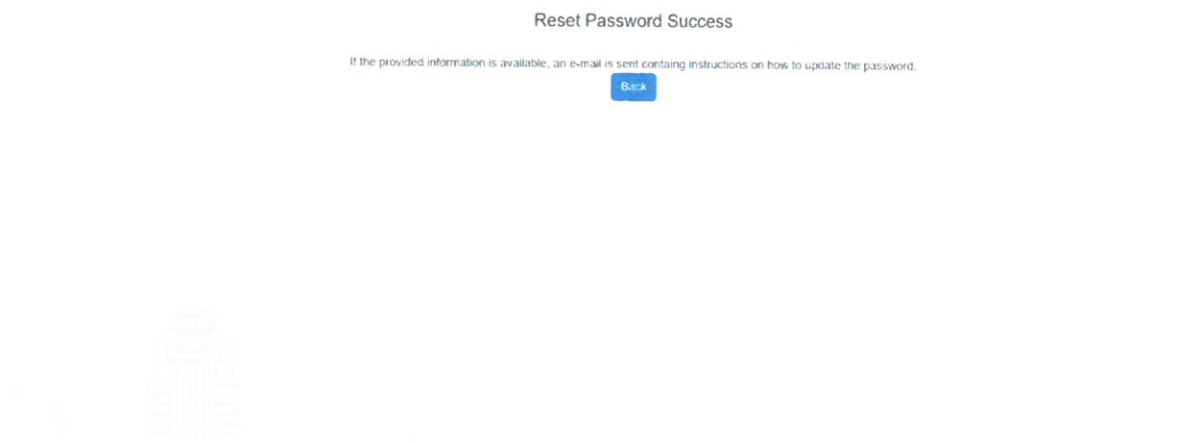 Reset Password Success
If the provided information is available, an e-mail is sent containg instructions on how to update the password.
Back